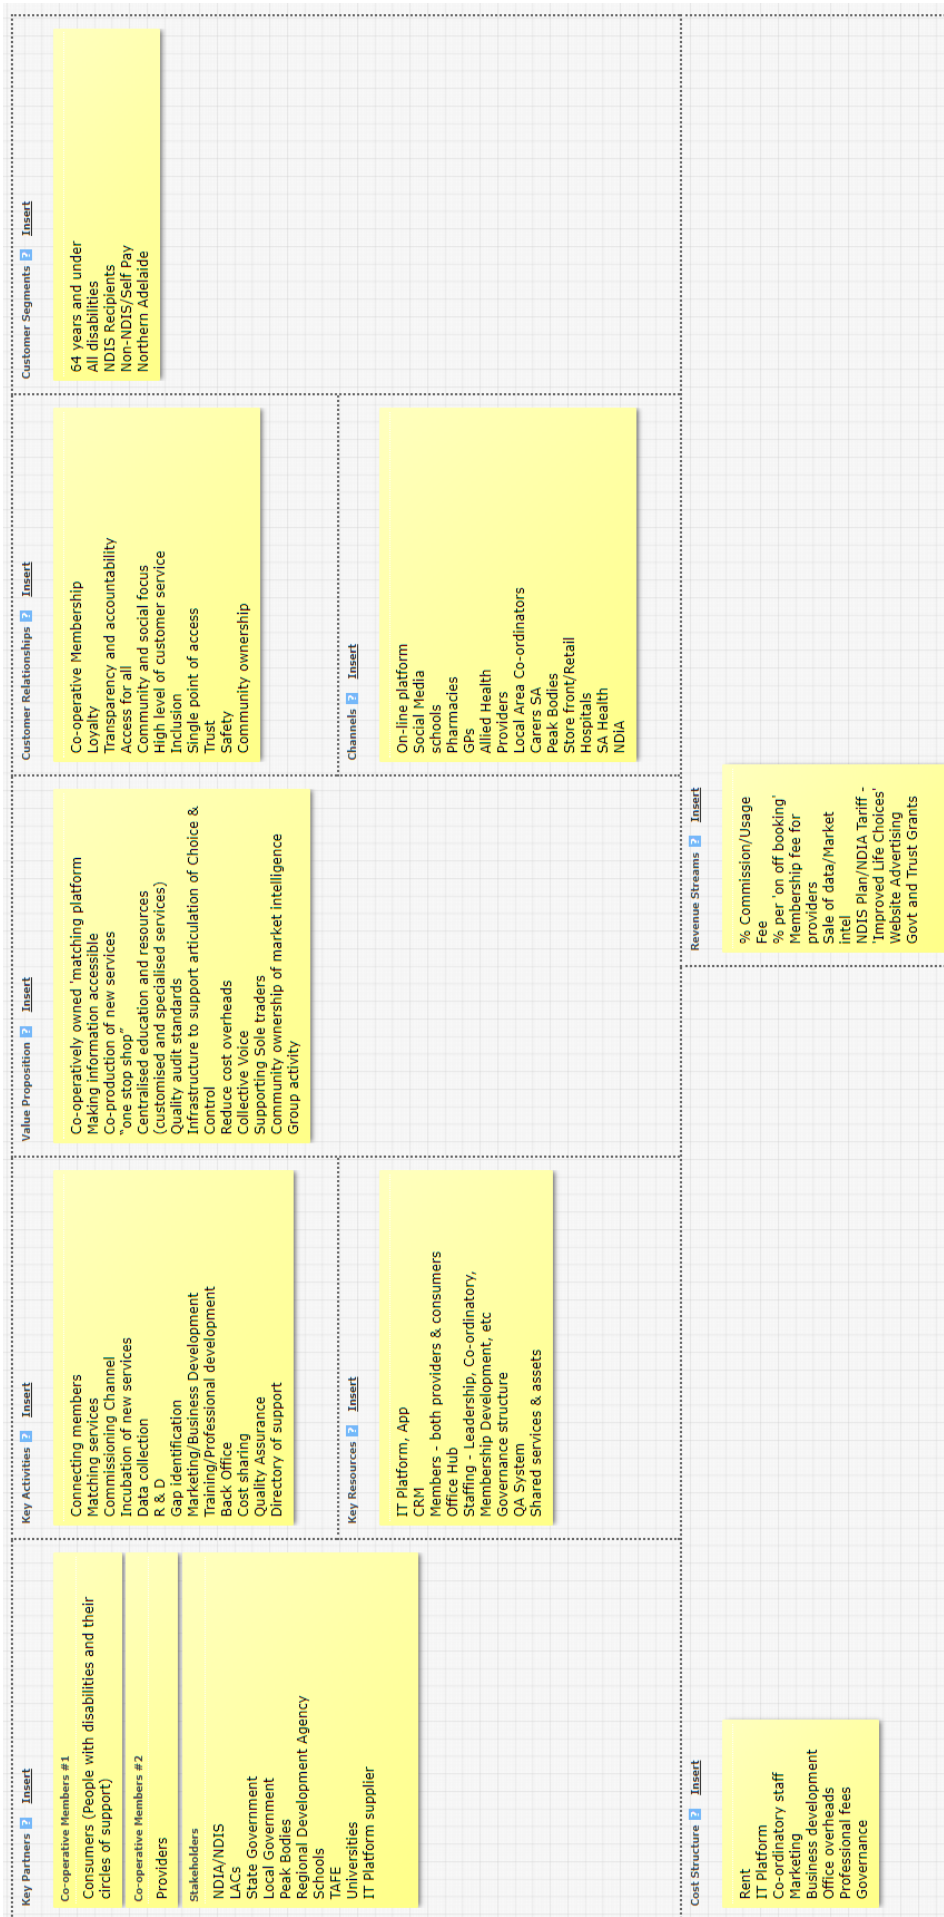 Key Partners ? Insert
Co-operative Members #1
Consumers (People with disabilities and their
circles of support)
Co-operative Members #2
Providers
Stakeholders
NDIA/NDIS
LACs
State Government
Local Government
Peak Bodies
Regional Development Agency
Schools
TAFE
Universities
IT Platform supplier
Key Activities ? Insert
Connecting members
Matching services
Commissioning Channel
Incubation of new services
Data collection
R & D
Gap identification
Marketing/Business Development
Training/Professional development
Back Office
Cost sharing
Quality Assurance
Directory of support
Key Resources ? Insert
IT Platform, App
CRM
Members - both providers & consumers
Office Hub
Staffing - Leadership, Co-ordinatory,
Membership Development, etc
Governance structure
QA System
Shared services & assets
Value Proposition ? Insert
Co-operatively owned 'matching platform
Making information accessible
Co-production of new services
“one stop shop”
Centralised education and resources
(customised and specialised services)
Quality audit standards
Infrastructure to support articulation of Choice &
Control
Reduce cost overheads
Collective Voice
Supporting Sole traders
Community ownership of market intelligence
Group activity
Customer Relationships ? Insert
Co-operative Membership
Loyalty
Transparency and accountability
Access for all
Community and social focus
High level of customer service
Inclusion
Single point of access
Trust
Safety
Community ownership
Channels ? Insert
On-line platform
Social Media
schools
Pharmacies
GPs
Allied Health
Providers
Local Area Co-ordinators
Carers SA
Peak Bodies
Store front/Retail
Hospitals
SA Health
NDiA
Customer Segments ? Insert
64 years and under
All disabilities
NDIS Recipients
Non-NDIS/Self Pay
Northern Adelaide
Cost Structure ? Insert
Rent
IT Platform
Co-ordinatory staff
Marketing
Business development
Office overheads
Professional fees
Governance
Revenue Streams ? Insert
% Commission/Usage
Fee
% per 'on off booking'
Membership fee for
providers
Sale of data/Market
intel
NDIS Plan/NDIA Tariff -
'Improved Life Choices'
Website Advertising
Govt and Trust Grants